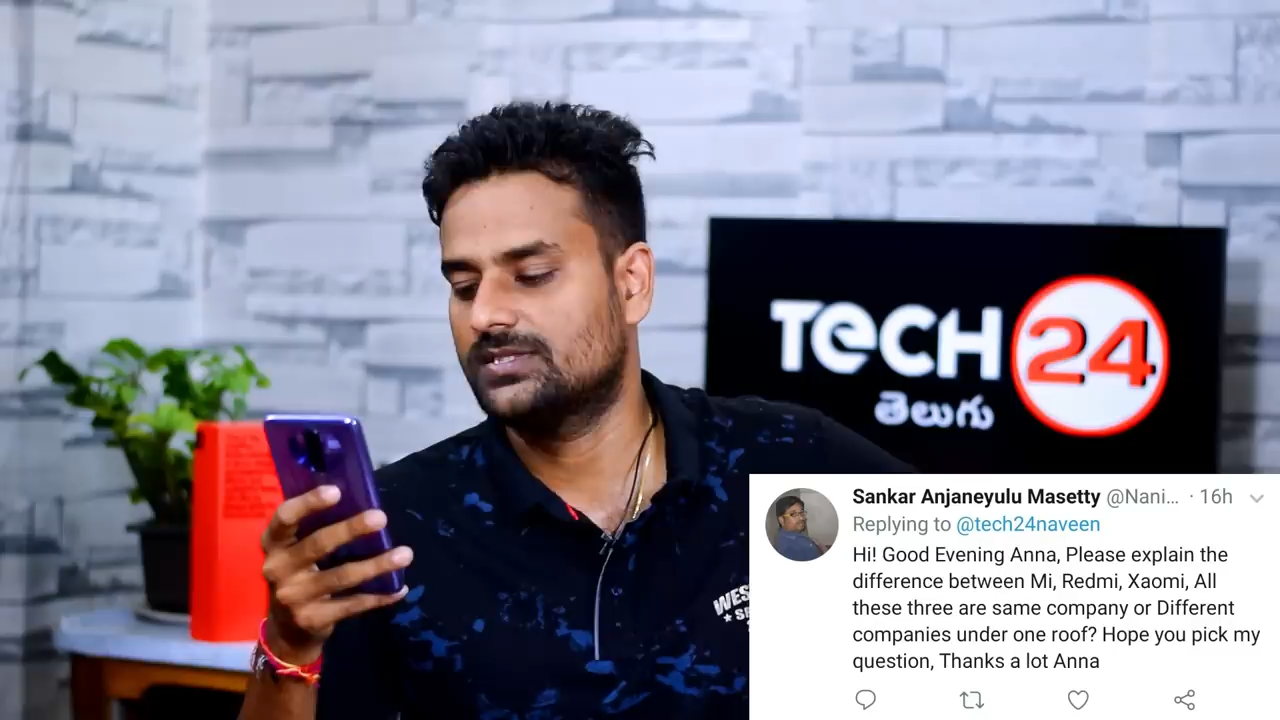 TECH 24
తెలుగు
WES
Sankar Anjaneyulu Masetty @Nani... · 16h
Replying to @tech24naveen
Hi! Good Evening Anna, Please explain the
difference between Mi, Redmi, Xaomi, All
these three are same company or Different
companies under one roof? Hope you pick my
question, Thanks a lot Anna